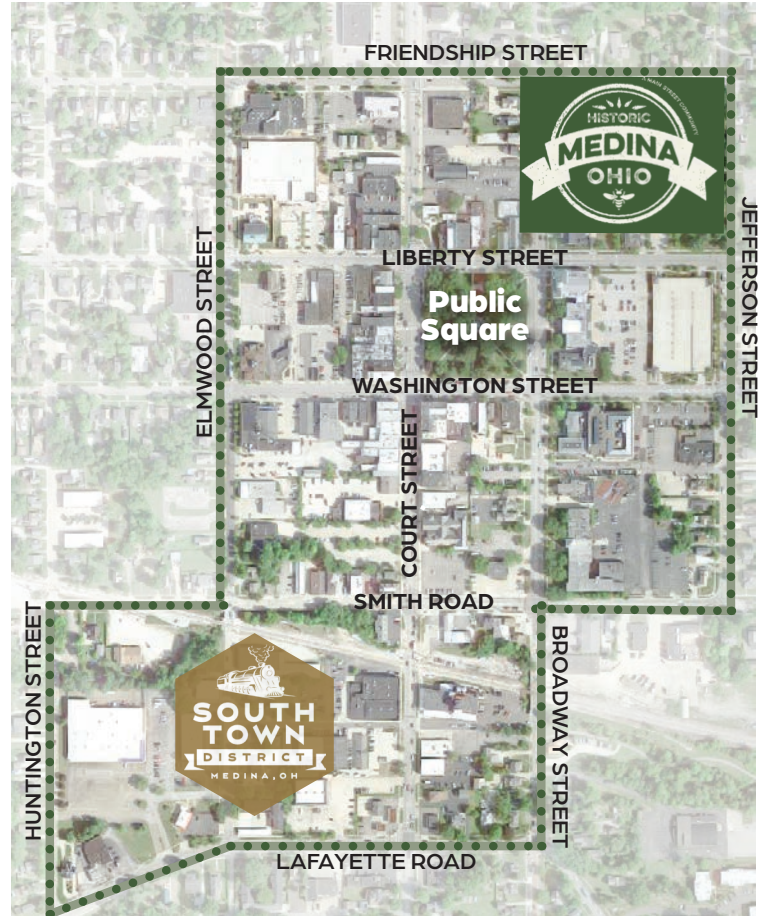 FRIENDSHIP STREET
A MAIN STREET COMMUNITY
HISTORIC
MEDINA
OHIO
JEFFERSON STREET
ELMWOOD STREET
LIBERTY STREET
Public
Square
WASHINGTON STREET
COURT STREET
SMITH ROAD
HUNTINGTON STREET
SOUTH
TOWN
DISTRICT
MEDINA, OH
BROADWAY STREET
LAFAYETTE ROAD